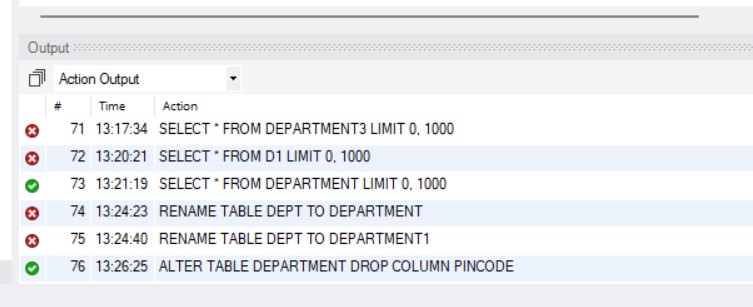 Output
Action Output
# Time Action
71 13:17:34 SELECT * FROM DEPARTMENT3 LIMIT 0, 1000
72 13:20:21 SELECT * FROM D1 LIMIT 0, 1000
73 13:21:19 SELECT * FROM DEPARTMENT LIMIT 0, 1000
74 13:24:23 RENAME TABLE DEPT TO DEPARTMENT
75 13:24:40 RENAME TABLE DEPT TO DEPARTMENT1
76 13:26:25 ALTER TABLE DEPARTMENT DROP COLUMN PINCODE